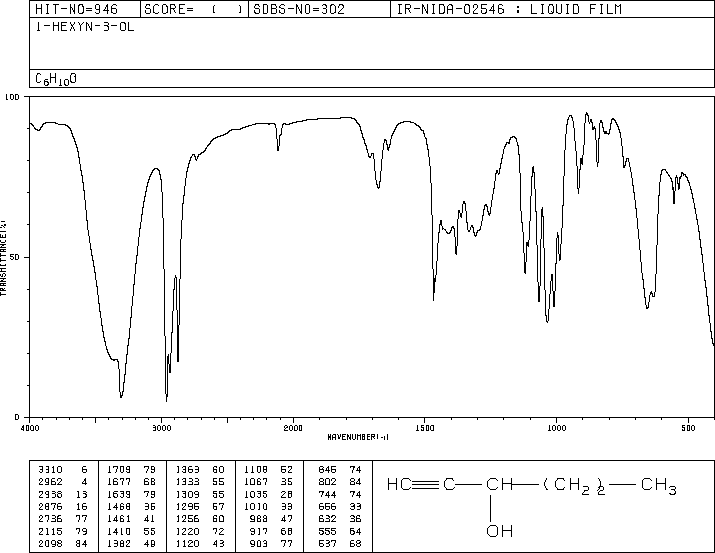 HIT-NO=946 SCORE= ( ) SDBS-NO=302 IR-NIDA-02546 : LIQUID FILM
1-HEXYN-3-OL
C6H10O
100
50
0
TRANSMITTANCE(%)
4000 3000 2000 1500 1000 500
WAVENUMBER(-1)
3310 6 1709 79 1363 60 1108 52 846 74
2962 4 1677 68 1333 55 1067 35 802 84
2938 13 1639 79 1309 55 1035 28 744 74
2876 16 1468 36 1295 57 1010 33 656 33
2736 77 1461 41 1256 60 988 47 632 36
2115 79 1410 55 1220 72 917 68 555 64
2098 84 1382 49 1120 43 903 77 537 68
HC≡C—CH—(CH2)2—CH3
OH